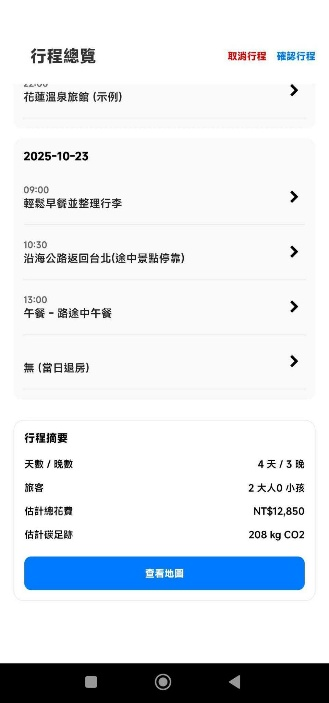 行程總覽
取消行程 確認行程
22:00
花蓮溫泉旅館 (示例)
2025-10-23
09:00
輕鬆早餐並整理行李
10:30
沿海公路返回台北(途中景點停靠)
13:00
午餐 - 路途中午餐
無 (當日退房)
行程摘要
天數 / 晚數 4 天 / 3 晚
旅客 2 大人0 小孩
估計總花費 NT$12,850
估計碳足跡 208 kg CO2
查看地圖